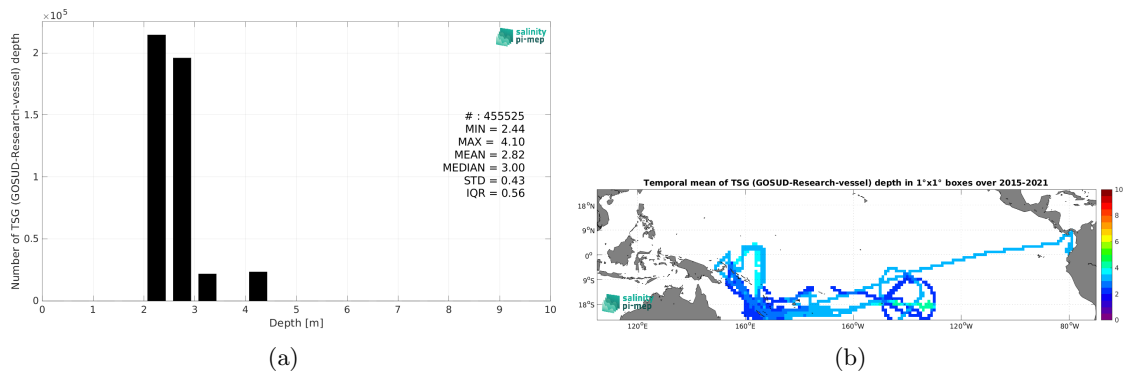 ×10⁵
2
1.5
1
0.5
0
Number of TSG (GOSUD-Research-vessel) depth
salinity
pi-mep
# : 455525
MIN = 2.44
MAX = 4.10
MEAN = 2.82
MEDIAN = 3.00
STD = 0.43
IQR = 0.56
0 1 2 3 4 5 6 7 8 9 10
Depth [m]
(a)
Temporal mean of TSG (GOSUD-Research-vessel) depth in 1°x1° boxes over 2015-2021
18°N
9°N
0°
9°S
18°S
salinity
pi-mep
120°E 160°E 160°W 120°W 80°W
10
8
6
4
2
0
(b)